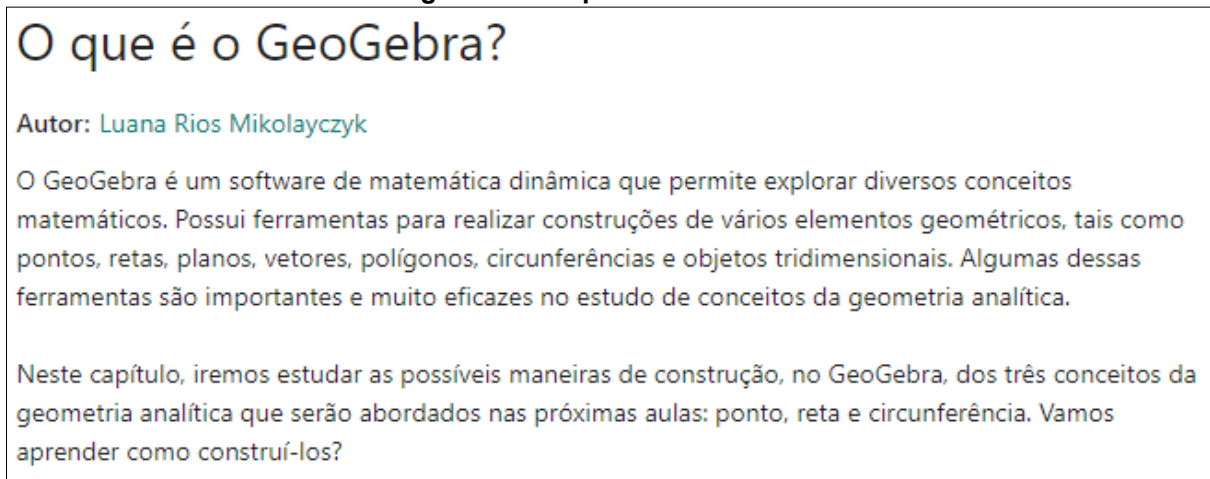 O que é o GeoGebra?
Autor: Luana Rios Mikolayczyk
O GeoGebra é um software de matemática dinâmica que permite explorar diversos conceitos
matemáticos. Possui ferramentas para realizar construções de vários elementos geométricos, tais como
pontos, retas, planos, vetores, polígonos, circunferências e objetos tridimensionais. Algumas dessas
ferramentas são importantes e muito eficazes no estudo de conceitos da geometria analítica.
Neste capítulo, iremos estudar as possíveis maneiras de construção, no GeoGebra, dos três conceitos da
geometria analítica que serão abordados nas próximas aulas: ponto, reta e circunferência. Vamos
aprender como construí-los?